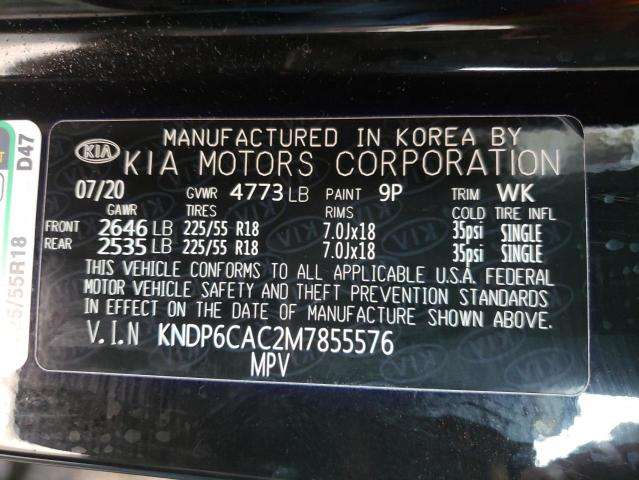 MANUFACTURED IN KOREA BY
KIA KIA MOTORS CORPORATION
07/20 GVWR 4773 LB PAINT 9P TRIM WK
GAWR TIRES RIMS COLD TIRE INFL
FRONT 2646 LB 225/55 R18 7.0Jx18 35psi SINGLE
REAR 2535 LB 225/55 R18 7.0Jx18 35psi SINGLE
THIS VEHICLE CONFORMS TO ALL APPLICABLE U.S.A. FEDERAL
MOTOR VEHICLE SAFETY AND THEFT PREVENTION STANDARDS
IN EFFECT ON THE DATE OF MANUFACTURE SHOWN ABOVE.
V.I.N KNDP6CAC2M7855576
MPV
D47
25/55R18